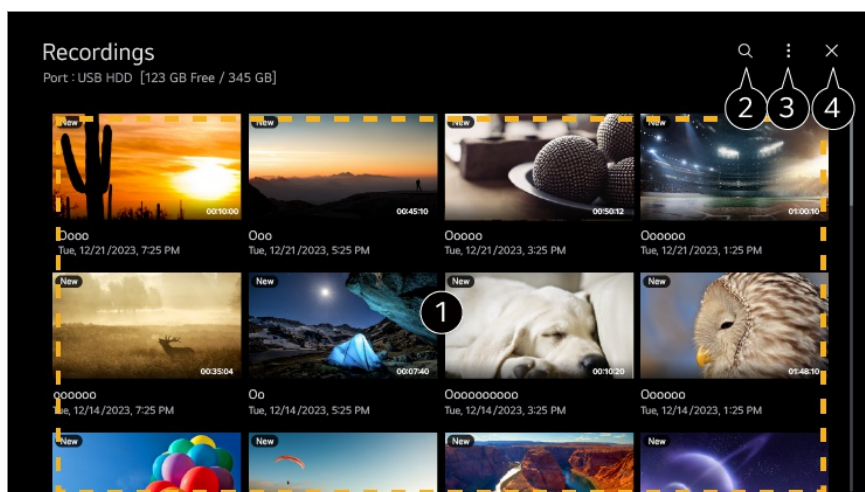 Recordings
Port : USB HDD [123 GB Free / 345 GB]
2 3 4
New New New New
00:10:00 00:45:10 00:50:12 01:00:10
Oooo Ooo Ooooo Oooooo
Tue, 12/21/2023, 7:25 PM Tue, 12/21/2023, 5:25 PM Tue, 12/21/2023, 3:25 PM Tue, 12/21/2023, 1:25 PM
New New New New
1
00:35:04 00:07:40 00:10:20 01:48:10
oooooo Oo Oooooooooo Oooooo
Tue, 12/14/2023, 7:25 PM Tue, 12/14/2023, 5:25 PM Tue, 12/14/2023, 3:25 PM Tue, 12/14/2023, 1:25 PM
New New New New